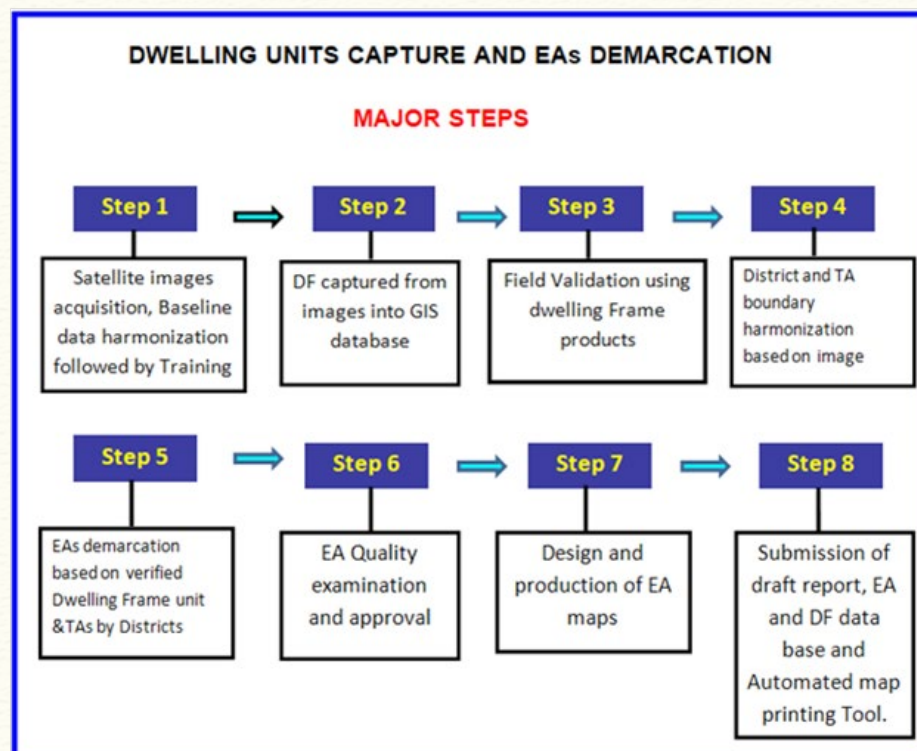 DWELLING UNITS CAPTURE AND EAs DEMARCATION
MAJOR STEPS
Step 1
Satellite images
acquisition, Baseline
data harmonization
followed by Training
Step 2
DF captured from
images into GIS
database
Step 3
Field Validation using
dwelling Frame
products
Step 4
District and TA
boundary
harmonization
based on image
Step 5
EAs demarcation
based on verified
Dwelling Frame unit
&TAs by Districts
Step 6
EA Quality
examination
and approval
Step 7
Design and
production of EA
maps
Step 8
Submission of
draft report, EA
and DF data
base and
Automated map
printing Tool.